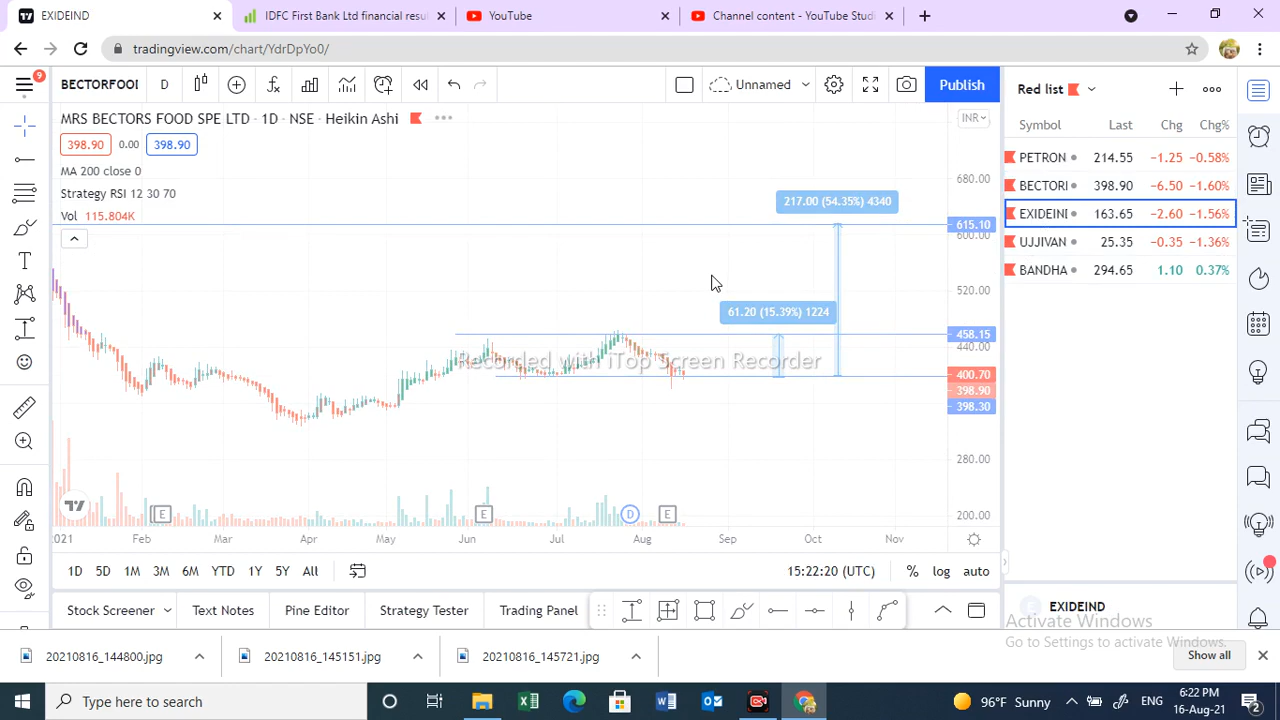 EXIDEIND
IDFC First Bank Ltd financial resul
YouTube
Channel content - YouTube Studi
tradingview.com/chart/YdrDpYo0/
9
BECTORFOOI
D
Unnamed
Publish
Red list
MRS BECTORS FOOD SPE LTD · 1D · NSE · Heikin Ashi
INR
398.90 0.00 398.90
MA 200 close 0
Strategy RSI 12 30 70
Vol 115.804K
Symbol Last Chg Chg%
PETRON 214.55 −1.25 −0.58%
BECTORI 398.90 −6.50 −1.60%
EXIDEINI 163.65 −2.60 −1.56%
UJJIVAN 25.35 −0.35 −1.36%
BANDHA 294.65 1.10 0.37%
680.00
217.00 (54.35%) 4340
615.10
600.00
520.00
61.20 (15.39%) 1224
458.15
440.00
Recorded with iTop Screen Recorder
400.70
398.90
398.30
280.00
200.00
E
E
D
E
2021 Feb Mar Apr May Jun Jul Aug Sep Oct Nov
1D 5D 1M 3M 6M YTD 1Y 5Y All
15:22:20 (UTC)
% log auto
Stock Screener
Text Notes
Pine Editor
Strategy Tester
Trading Panel
E
EXIDEIND
Activate Windows
Go to Settings to activate Windows.
20210816_144800.jpg
20210816_145151.jpg
20210816_145721.jpg
Show all
Type here to search
96°F Sunny
ENG
6:22 PM
16-Aug-21
2